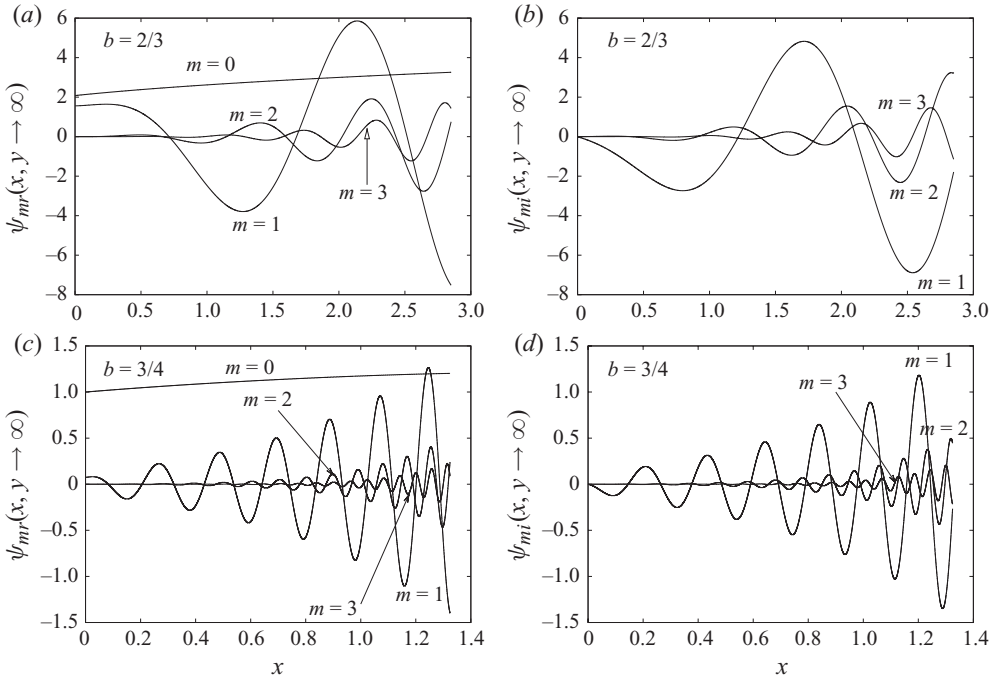 (a)
b = 2/3
m = 0
m = 2
m = 3
m = 1
6
4
2
0
–2
–4
–6
–8
ψmr(x, y → ∞)
0 0.5 1.0 1.5 2.0 2.5 3.0
(b)
b = 2/3
m = 3
m = 2
m = 1
6
4
2
0
–2
–4
–6
–8
ψmi(x, y → ∞)
0 0.5 1.0 1.5 2.0 2.5 3.0
(c)
b = 3/4
m = 0
m = 2
m = 1
m = 3
1.5
1.0
0.5
0
–0.5
–1.0
–1.5
ψmr(x, y → ∞)
0 0.2 0.4 0.6 0.8 1.0 1.2 1.4
x
(d)
b = 3/4
m = 1
m = 3
m = 2
1.5
1.0
0.5
0
–0.5
–1.0
–1.5
ψmi(x, y → ∞)
0 0.2 0.4 0.6 0.8 1.0 1.2 1.4
x